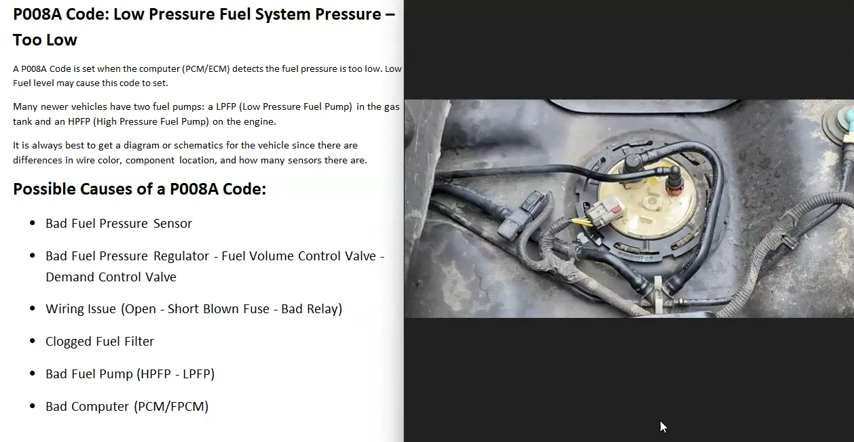 P008A Code: Low Pressure Fuel System Pressure –
Too Low
A P008A Code is set when the computer (PCM/ECM) detects the fuel pressure is too low. Low
Fuel level may cause this code to set.
Many newer vehicles have two fuel pumps: a LPFP (Low Pressure Fuel Pump) in the gas
tank and an HPFP (High Pressure Fuel Pump) on the engine.
It is always best to get a diagram or schematics for the vehicle since there are
differences in wire color, component location, and how many sensors there are.
Possible Causes of a P008A Code:
• Bad Fuel Pressure Sensor
• Bad Fuel Pressure Regulator - Fuel Volume Control Valve -
Demand Control Valve
• Wiring Issue (Open - Short Blown Fuse - Bad Relay)
• Clogged Fuel Filter
• Bad Fuel Pump (HPFP - LPFP)
• Bad Computer (PCM/FPCM)